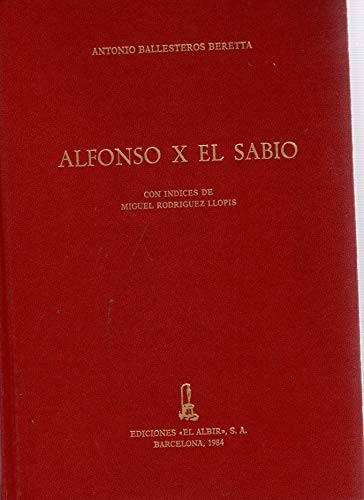 ANTONIO BALLESTEROS BERETTA
ALFONSO X EL SABIO
CON INDICES DE
MIGUEL RODRIGUEZ LLOPIS
EDICIONES «EL ALBIR», S. A.
BARCELONA, 1984